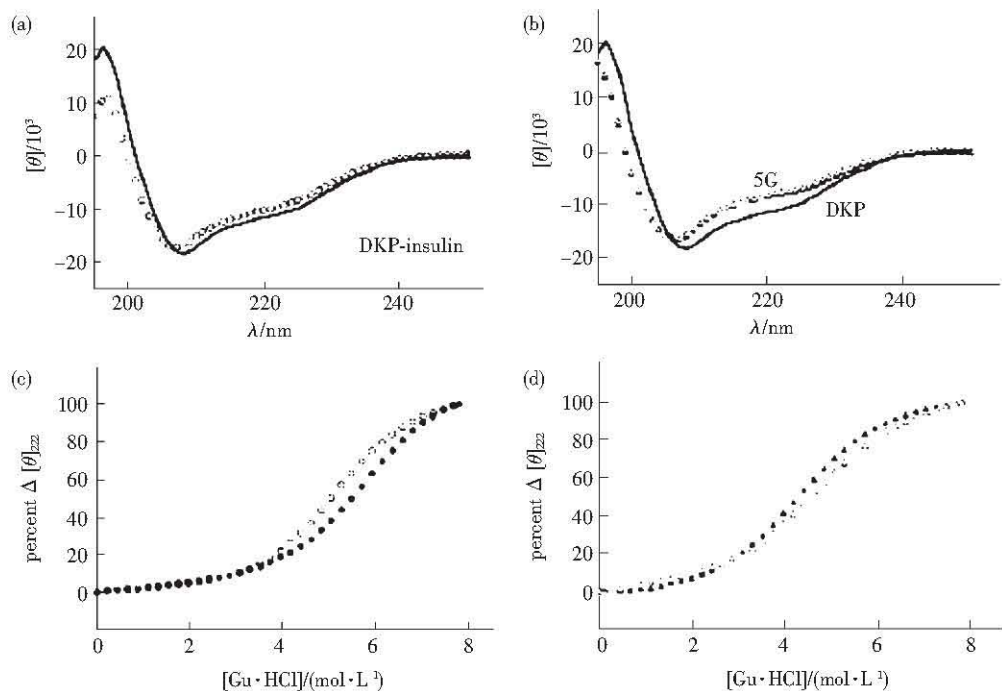 (a)
20
10
0
−10
−20
[θ]/10³
DKP-insulin
200
220
240
λ/nm
(b)
20
10
0
−10
−20
[θ]/10³
5G
DKP
200
220
240
λ/nm
(c)
100
80
60
40
20
0
percent Δ [θ]₂₂₂
0
2
4
6
8
[Gu·HCl]/(mol·L⁻¹)
(d)
100
80
60
40
20
0
percent Δ [θ]₂₂₂
0
2
4
6
8
[Gu·HCl]/(mol·L⁻¹)